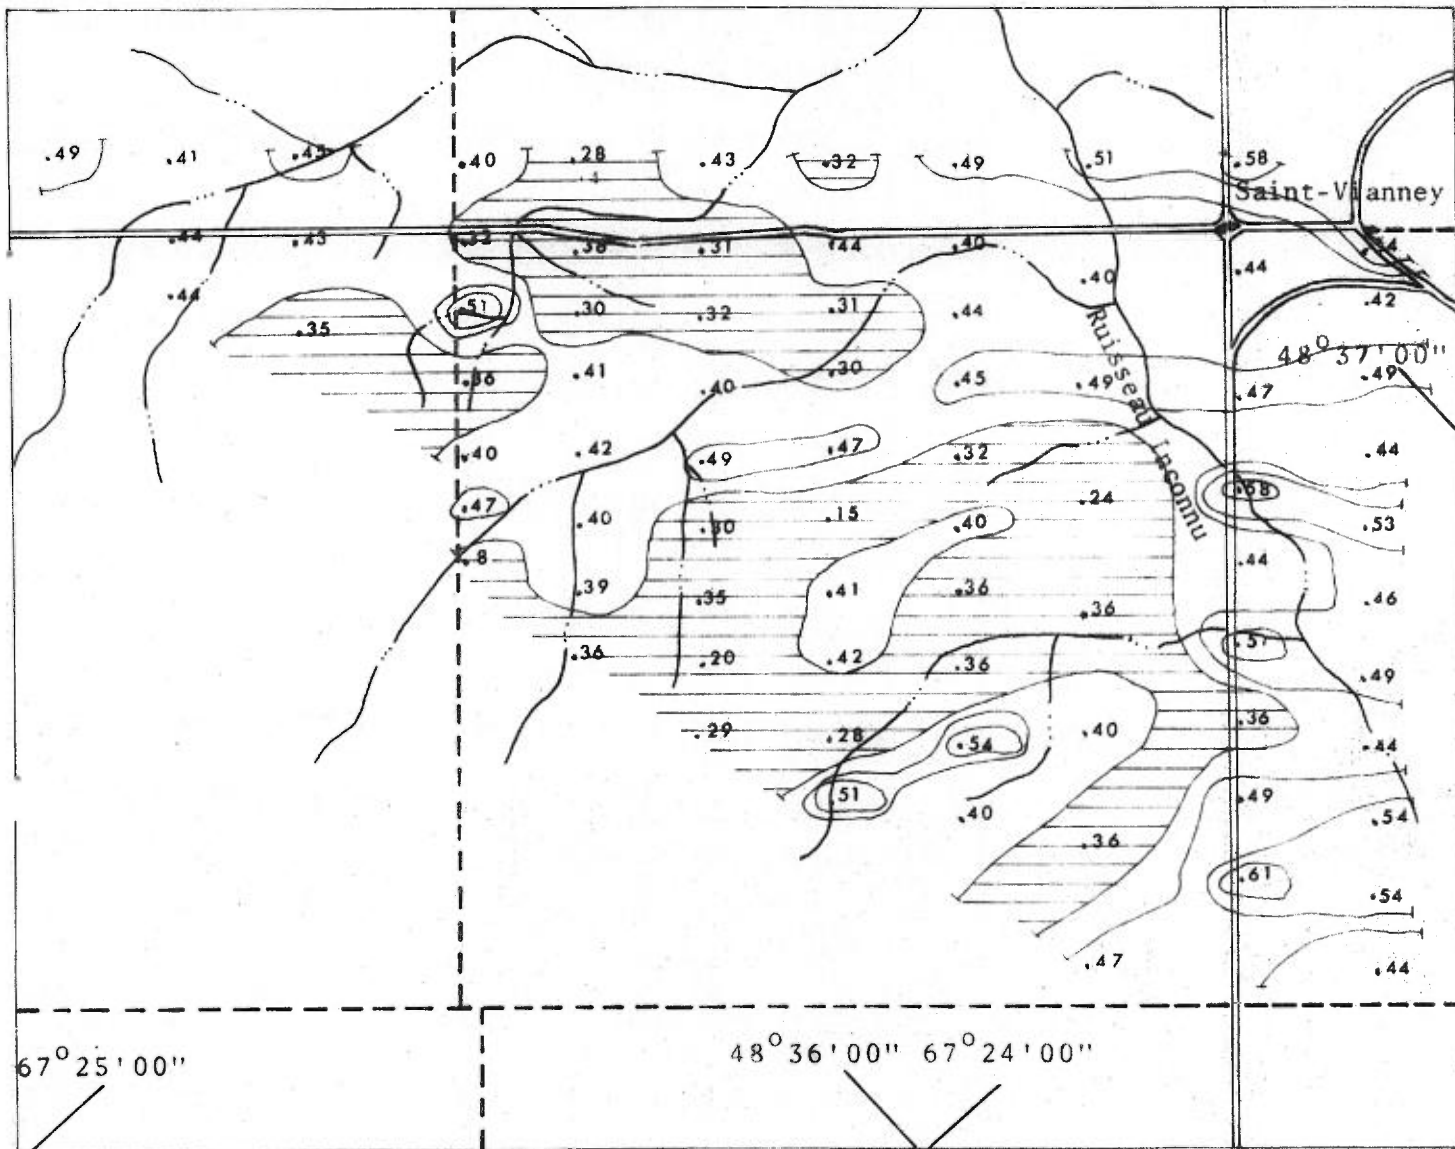 .49 .41 .45 .40 .28 .43 .32 .49 .51 .58
Saint-Vianney
.44 .43 .32 .38 .31 .44 .40 .54
.40 .44
.44 .35 .51 .30 .32 .31 .44 .42
Ruisseau Inconnu
48°37'00"
.36 .41 .40 .30 .45 .49 .47 .49
.40 .42 .49 .47 .32 .44
.47 .40 .30 .15 .40 .24 .58 .53
.8 .39 .35 .41 .36 .36 .44 .46
.36 .20 .42 .36 .51 .49
.29 .28 .54 .40 .36 .44
.51 .40 .36 .49 .54
.61 .54
.47 .44
67°25'00" 48°36'00" 67°24'00"